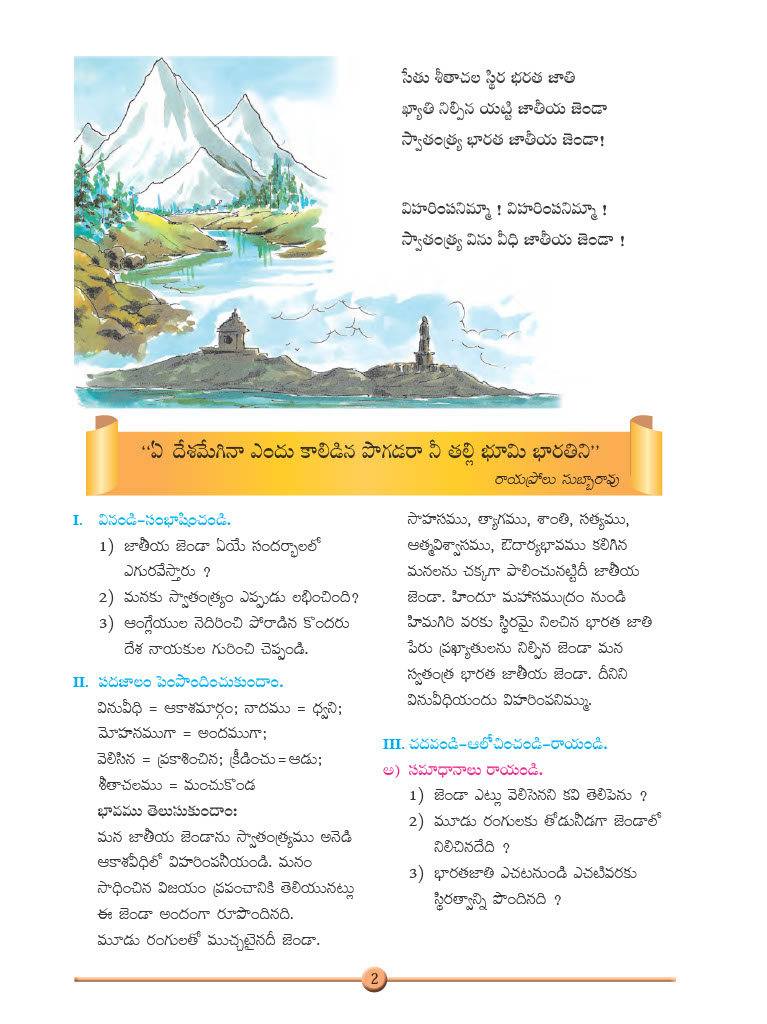 సేతు శీతాచల స్థిర భరత జాతి
ఖ్యాతి నిల్పిన యట్టి జాతీయ జెండా
స్వాతంత్ర్య భారత జాతీయ జెండా!
విహరింపనిమ్మా ! విహరింపనిమ్మా !
స్వాతంత్ర్య విను వీధి జాతీయ జెండా !
“ఏ దేశమేగినా ఎందు కాలిడిన పొగడరా నీ తల్లి భూమి భారతిని”
రాయప్రోలు సుబ్బారావు
I. వినండి-సంభాషించండి.
1) జాతీయ జెండా ఏయే సందర్భాలలో
ఎగురవేస్తారు ?
2) మనకు స్వాతంత్ర్యం ఎప్పుడు లభించింది?
3) ఆంగ్లేయుల నెదిరించి పోరాడిన కొందరు
దేశ నాయకుల గురించి చెప్పండి.
II. పదజాలం పెంపొందించుకుందాం.
వినువీధి = ఆకాశమార్గం; నాదము = ధ్వని;
మోహనముగా = అందముగా;
వెలిసిన = ప్రకాశించిన; క్రీడించు = ఆడు;
శీతాచలము = మంచుకొండ
భావము తెలుసుకుందాం:
మన జాతీయ జెండాను స్వాతంత్ర్యము అనెడి
ఆకాశవీధిలో విహరింపనీయండి. మనం
సాధించిన విజయం ప్రపంచానికి తెలియునట్లు
ఈ జెండా అందంగా రూపొందినది.
మూడు రంగులతో ముచ్చటైనదీ జెండా.
సాహసము, త్యాగము, శాంతి, సత్యము,
ఆత్మవిశ్వాసము, ఔదార్యభావము కలిగిన
మనలను చక్కగా పాలించునట్టిదీ జాతీయ
జెండా. హిందూ మహాసముద్రం నుండి
హిమగిరి వరకు స్థిరమై నిలచిన భారత జాతి
పేరు ప్రఖ్యాతులను నిల్పిన జెండా మన
స్వతంత్ర భారత జాతీయ జెండా. దీనిని
వినువీధియందు విహరింపనిమ్ము.
III. చదవండి-ఆలోచించండి-రాయండి.
అ) సమాధానాలు రాయండి.
1) జెండా ఎట్లు వెలిసెనని కవి తెలిపెను ?
2) మూడు రంగులకు తోడునీడగా జెండాలో
నిలిచినదేది ?
3) భారతజాతి ఎచటనుండి ఎచటివరకు
స్థిరత్వాన్ని పొందినది ?
2